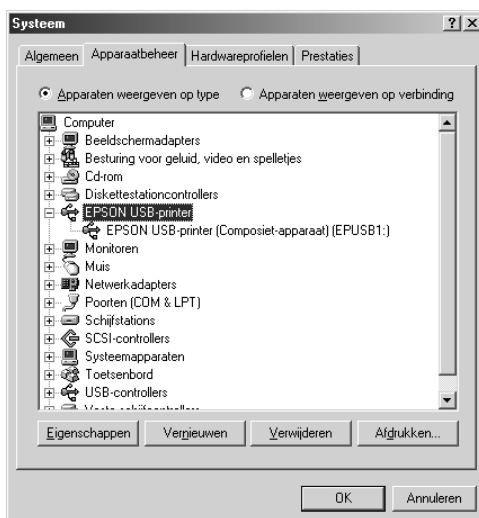 Systeem
Algemeen Apparaatbeheer Hardwareprofielen Prestaties
Apparaten weergeven op type Apparaten weergeven op verbinding
Computer
Beeldschermadapters
Besturing voor geluid, video en spelletjes
Cd-rom
Diskettestationcontrollers
EPSON USB-printer
EPSON USB-printer (Composiet-apparaat) (EPUSB1:)
Monitoren
Muis
Netwerkadapters
Poorten (COM & LPT)
Schijfstations
SCSI-controllers
Systeemapparaten
Toetsenbord
USB-controllers
Eigenschappen Vernieuwen Verwijderen Afdrukken...
OK Annuleren